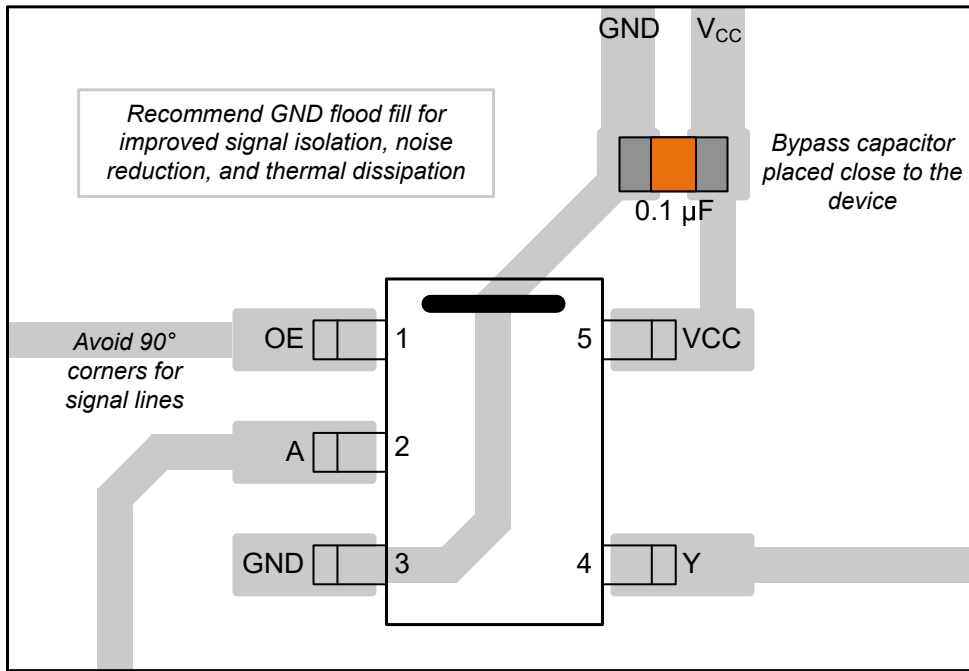 GND
V_CC
Recommend GND flood fill for
improved signal isolation, noise
reduction, and thermal dissipation
Bypass capacitor
placed close to the
device
0.1 µF
OE
1
5
VCC
Avoid 90°
corners for
signal lines
A
2
GND
3
4
Y